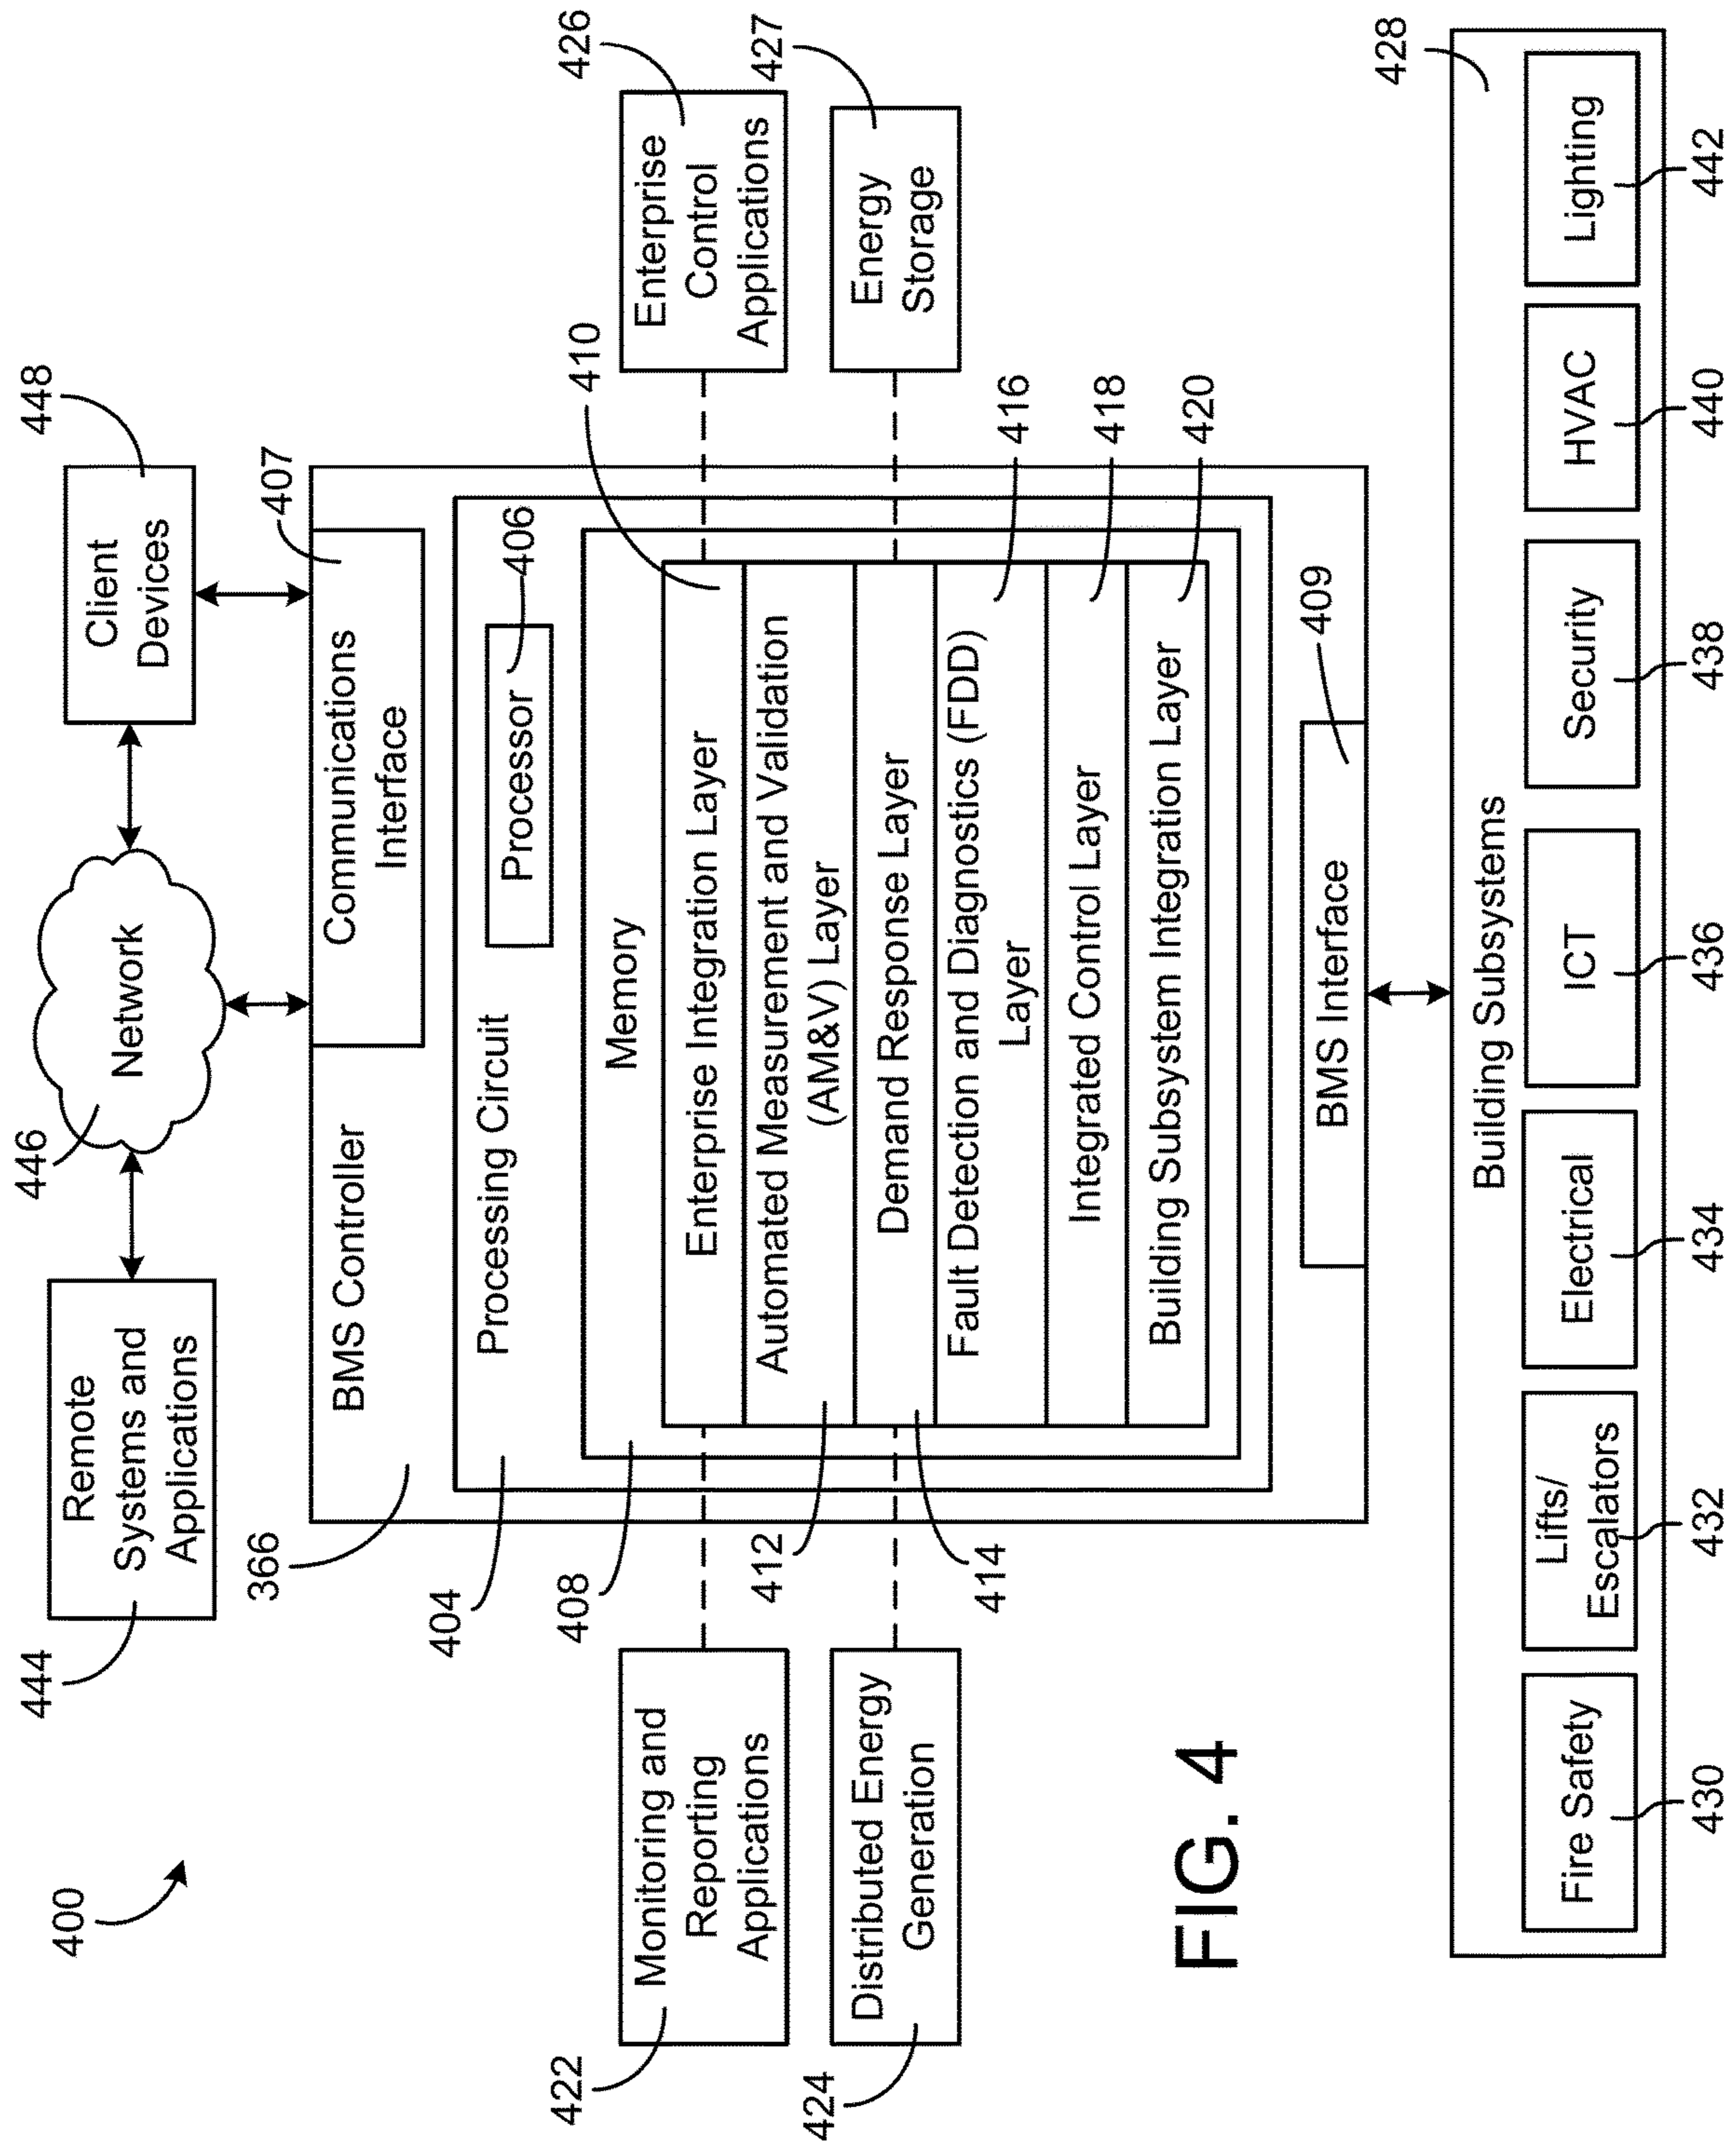 400
444
Remote
Systems and
Applications
446
Network
Client
Devices
448
366
BMS Controller
Communications
Interface
407
404
Processing Circuit
Processor
406
408
Memory
410
Enterprise Integration Layer
Automated Measurement and Validation
(AM&V) Layer
412
Demand Response Layer
414
Fault Detection and Diagnostics (FDD)
Layer
416
Integrated Control Layer
418
Building Subsystem Integration Layer
420
422
Monitoring and
Reporting
Applications
424
Distributed Energy
Generation
Enterprise
Control
Applications
426
Energy
Storage
427
BMS Interface
409
FIG. 4
Building Subsystems
428
Fire Safety
Lifts/
Escalators
Electrical
ICT
Security
HVAC
Lighting
430
432
434
436
438
440
442